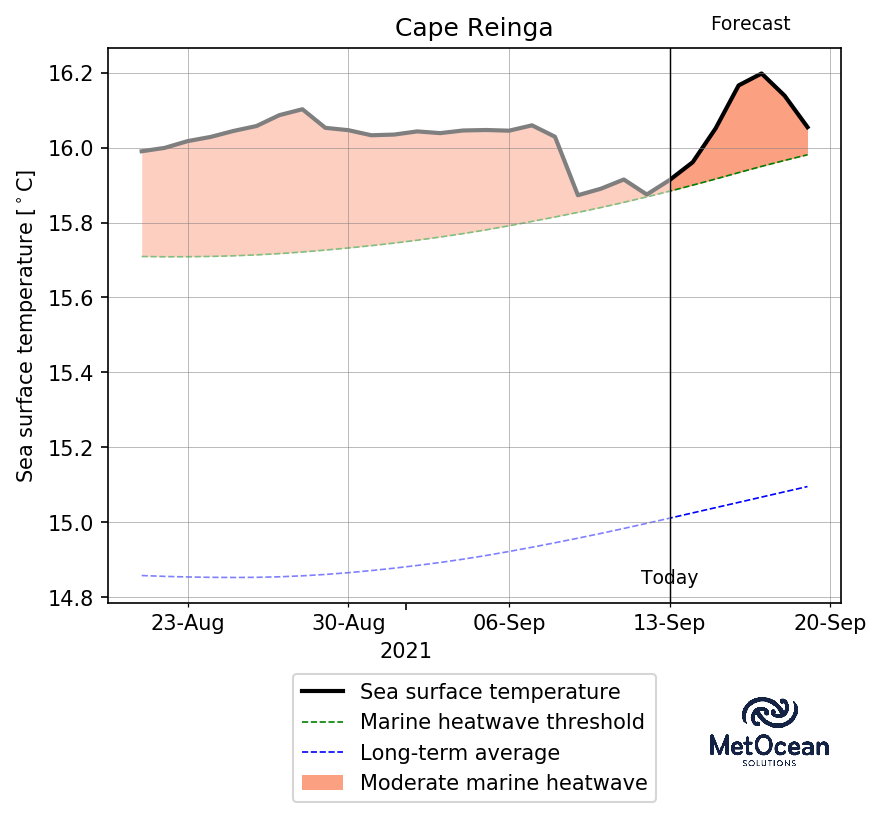 Cape Reinga
Forecast
Sea surface temperature [ ° C]
16.2
16.0
15.8
15.6
15.4
15.2
15.0
14.8
Today
23-Aug
30-Aug
06-Sep
13-Sep
20-Sep
2021
Sea surface temperature
Marine heatwave threshold
Long-term average
Moderate marine heatwave
MetOcean
SOLUTIONS